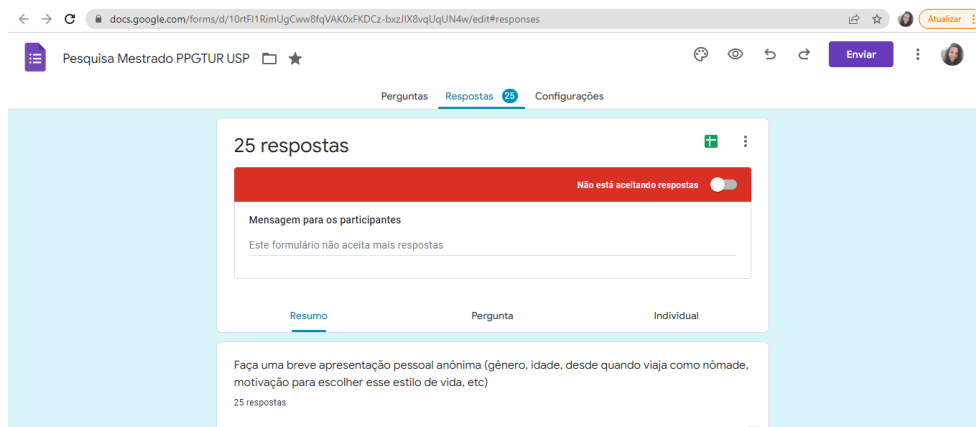 docs.google.com/forms/d/10rtFl1RimUgCww8fqVAK0xFKDCz-bxzJIX8vqUqUN4w/edit#responses
Atualizar
Pesquisa Mestrado PPGTUR USP
Enviar
Perguntas Respostas 25 Configurações
25 respostas
Não está aceitando respostas
Mensagem para os participantes
Este formulário não aceita mais respostas
Resumo Pergunta Individual
Faça uma breve apresentação pessoal anônima (gênero, idade, desde quando viaja como nômade,
motivação para escolher esse estilo de vida, etc)
25 respostas